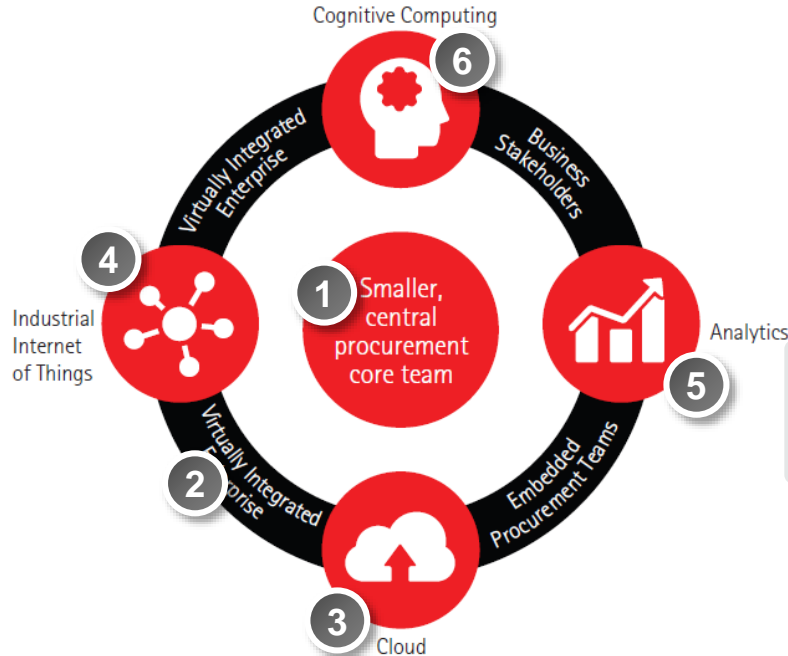 Cognitive Computing
6
Virtually Integrated
Enterprise
Business
Stakeholders
4
1
Smaller,
central
procurement
core team
Industrial
Internet
of Things
Analytics
5
2
Virtually Integrated
Enterprise
Embedded
Procurement Teams
3
Cloud